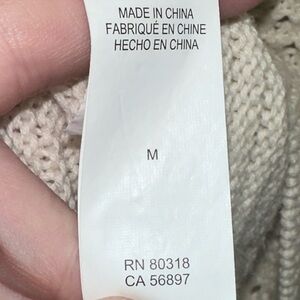 MADE IN CHINA
FABRIQUÉ EN CHINE
HECHO EN CHINA
M
RN 80318
CA 56897